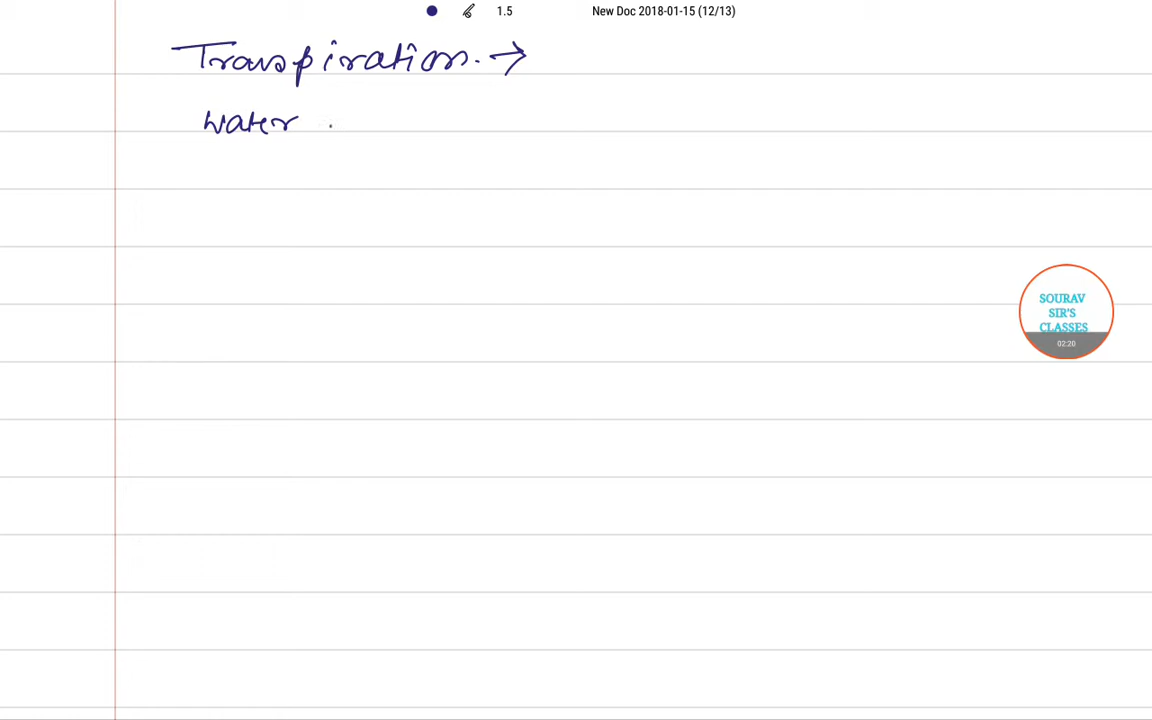 1.5 New Doc 2018-01-15 (12/13)
Transpiration. →
Water
SOURAV
SIR'S
CLASSES
02:20